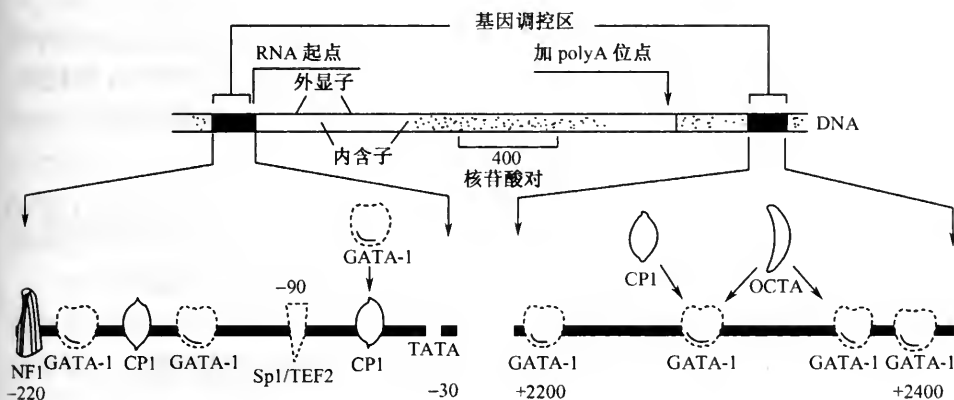 基因调控区
RNA 起点
加 polyA 位点
外显子
DNA
内含子
400
核苷酸对
GATA-1
CP1
OCTA
-90
NF1
GATA-1
CP1
GATA-1
Sp1/TEF2
CP1
TATA
GATA-1
GATA-1
GATA-1
GATA-1
-220
-30
+2200
+2400